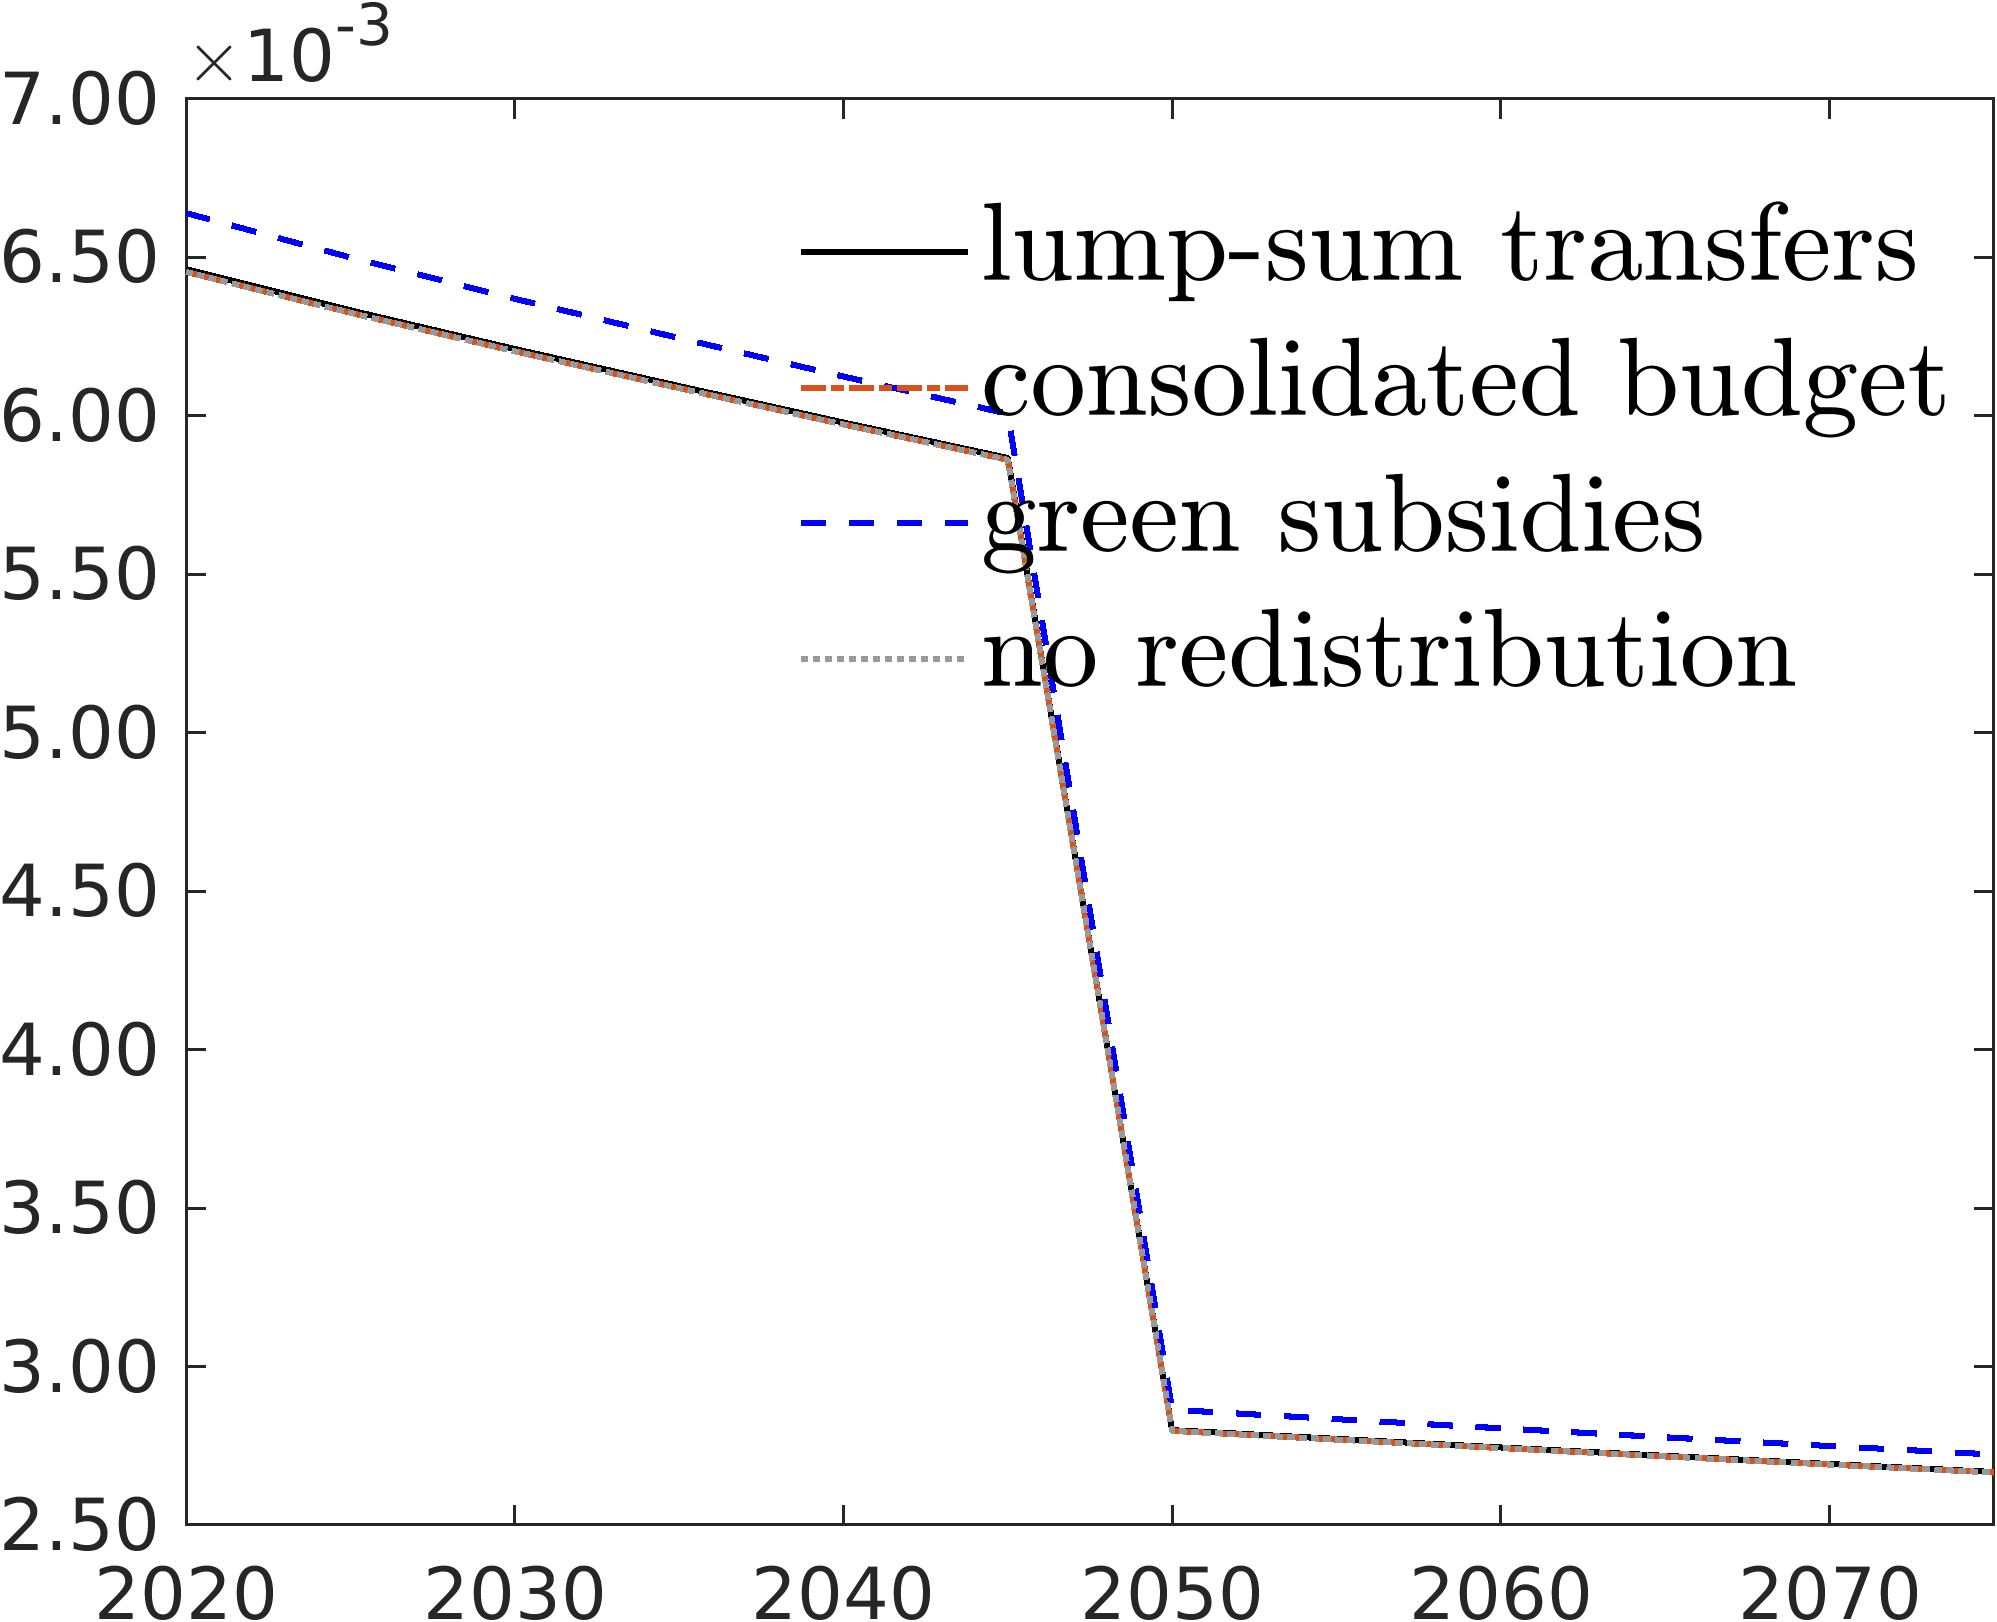 ×10-3
7.00
6.50
6.00
5.50
5.00
4.50
4.00
3.50
3.00
2.50
lump-sum transfers
consolidated budget
green subsidies
no redistribution
2020 2030 2040 2050 2060 2070